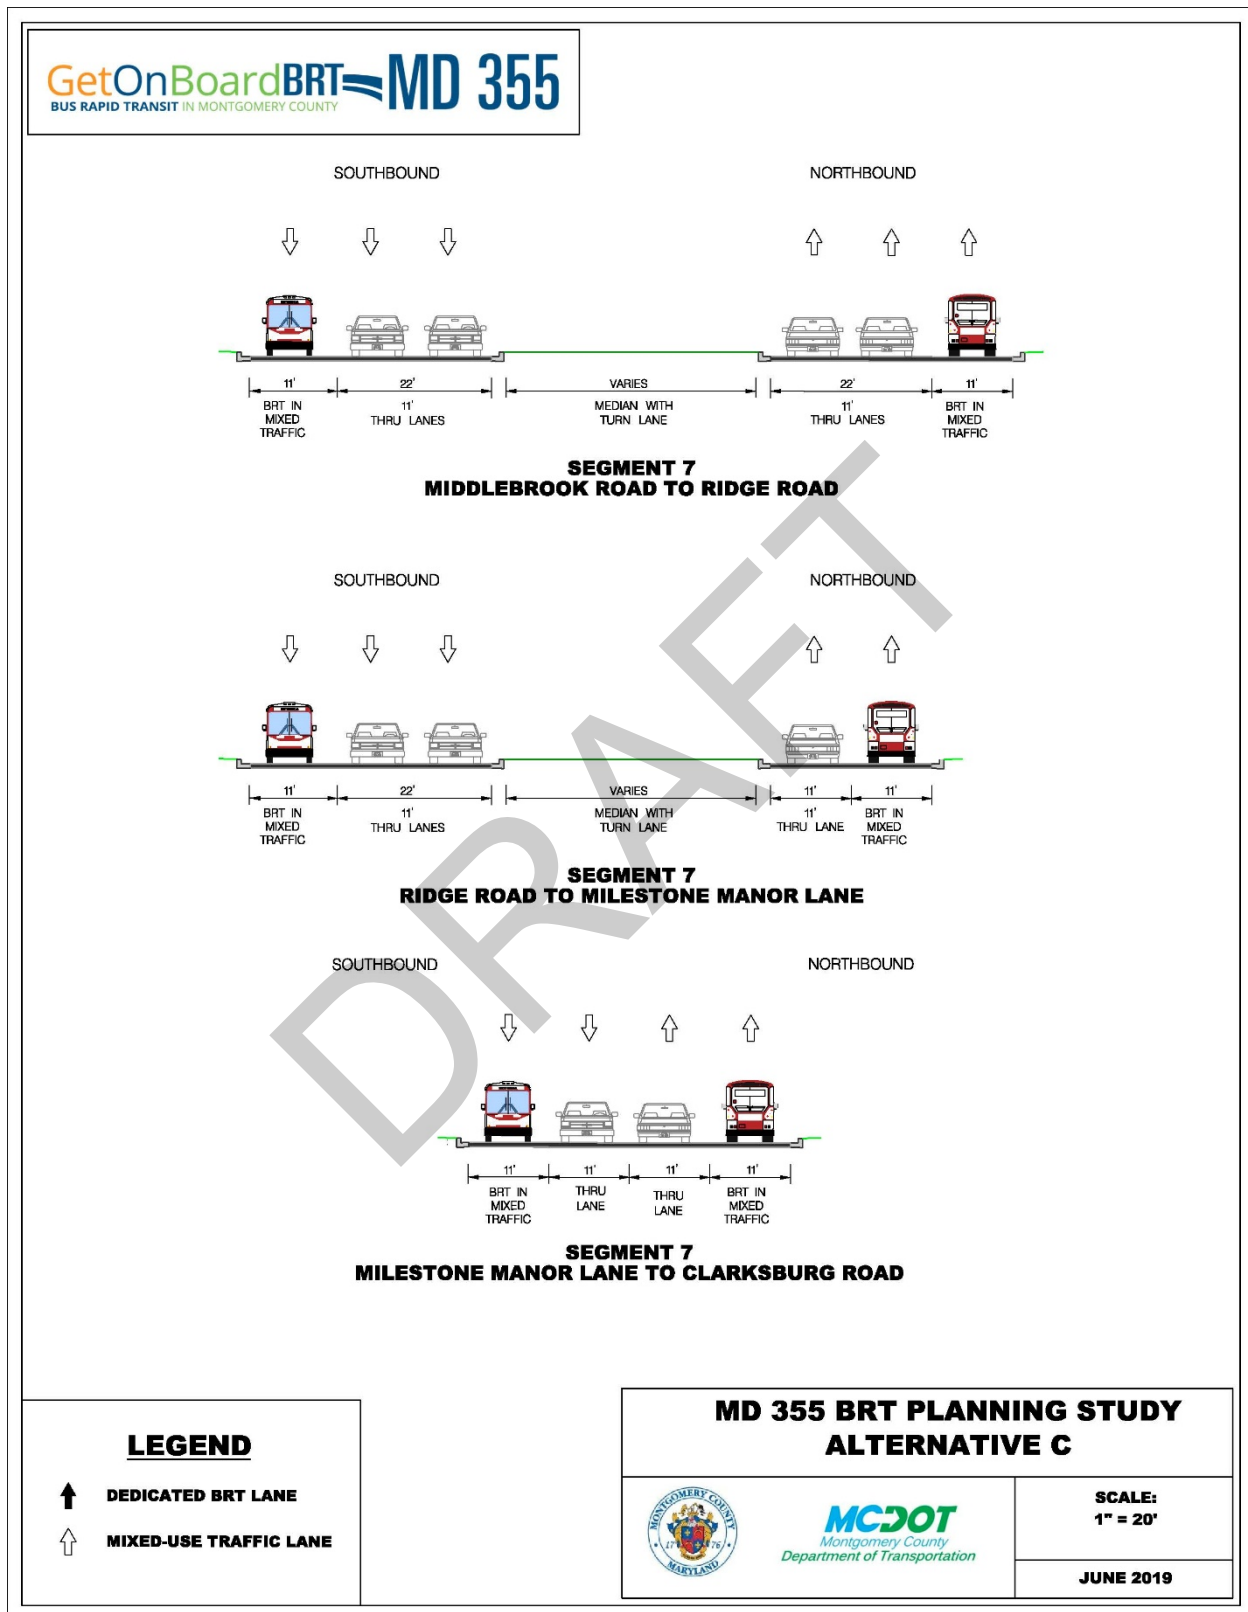 GetOnBoardBRT MD 355
BUS RAPID TRANSIT IN MONTGOMERY COUNTY
SOUTHBOUND NORTHBOUND
11' 22' VARIES 22' 11'
BRT IN MIXED TRAFFIC
11' THRU LANES
MEDIAN WITH TURN LANE
11' THRU LANES
BRT IN MIXED TRAFFIC
SEGMENT 7
MIDDLEBROOK ROAD TO RIDGE ROAD
SOUTHBOUND NORTHBOUND
11' 22' VARIES 11' 11'
BRT IN MIXED TRAFFIC
11' THRU LANES
MEDIAN WITH TURN LANE
11' THRU LANE
BRT IN MIXED TRAFFIC
SEGMENT 7
RIDGE ROAD TO MILESTONE MANOR LANE
SOUTHBOUND NORTHBOUND
11' 11' 11' 11'
BRT IN MIXED TRAFFIC
THRU LANE
THRU LANE
BRT IN MIXED TRAFFIC
SEGMENT 7
MILESTONE MANOR LANE TO CLARKSBURG ROAD
DRAFT
LEGEND
DEDICATED BRT LANE
MIXED-USE TRAFFIC LANE
MD 355 BRT PLANNING STUDY
ALTERNATIVE C
MONTGOMERY COUNTY
17 76
MARYLAND
MCDOT
Montgomery County
Department of Transportation
SCALE:
1" = 20'
JUNE 2019